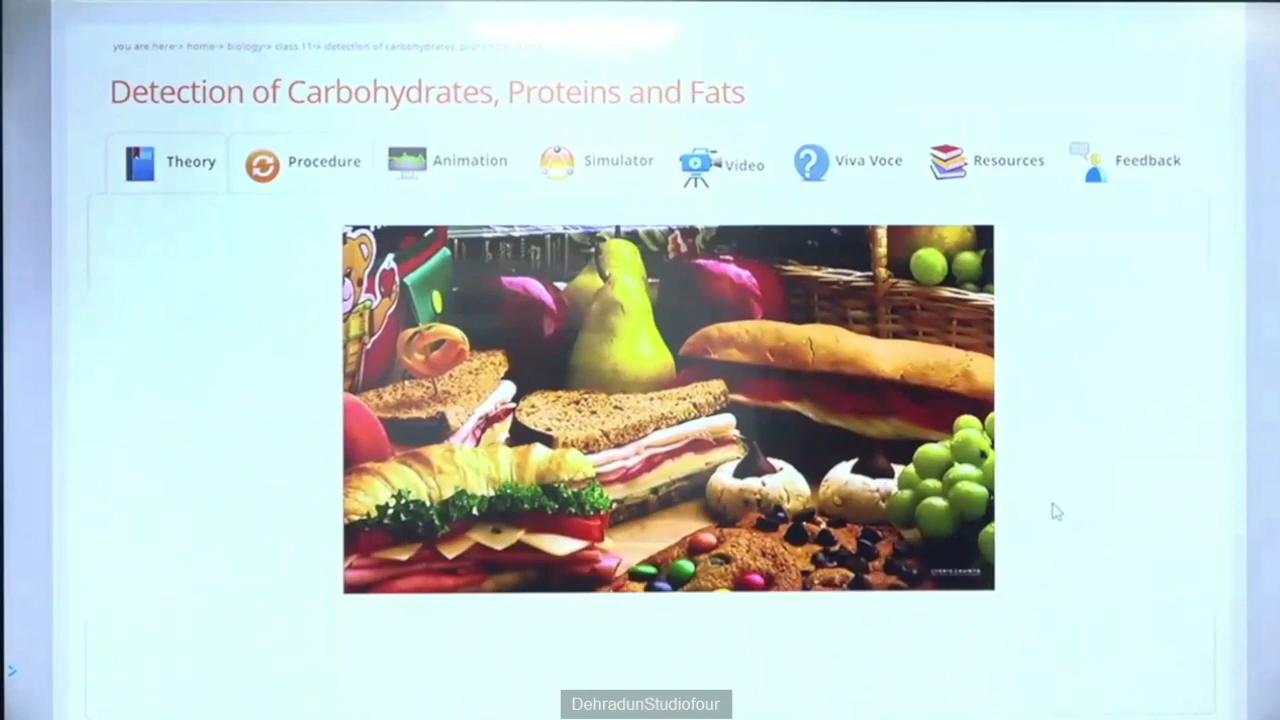 you are here-> home-> biology-> class 11-> detection of carbohydrates,
Detection of Carbohydrates, Proteins and Fats
Theory Procedure Animation Simulator Video Viva Voce Resources Feedback
DehradunStudiofour